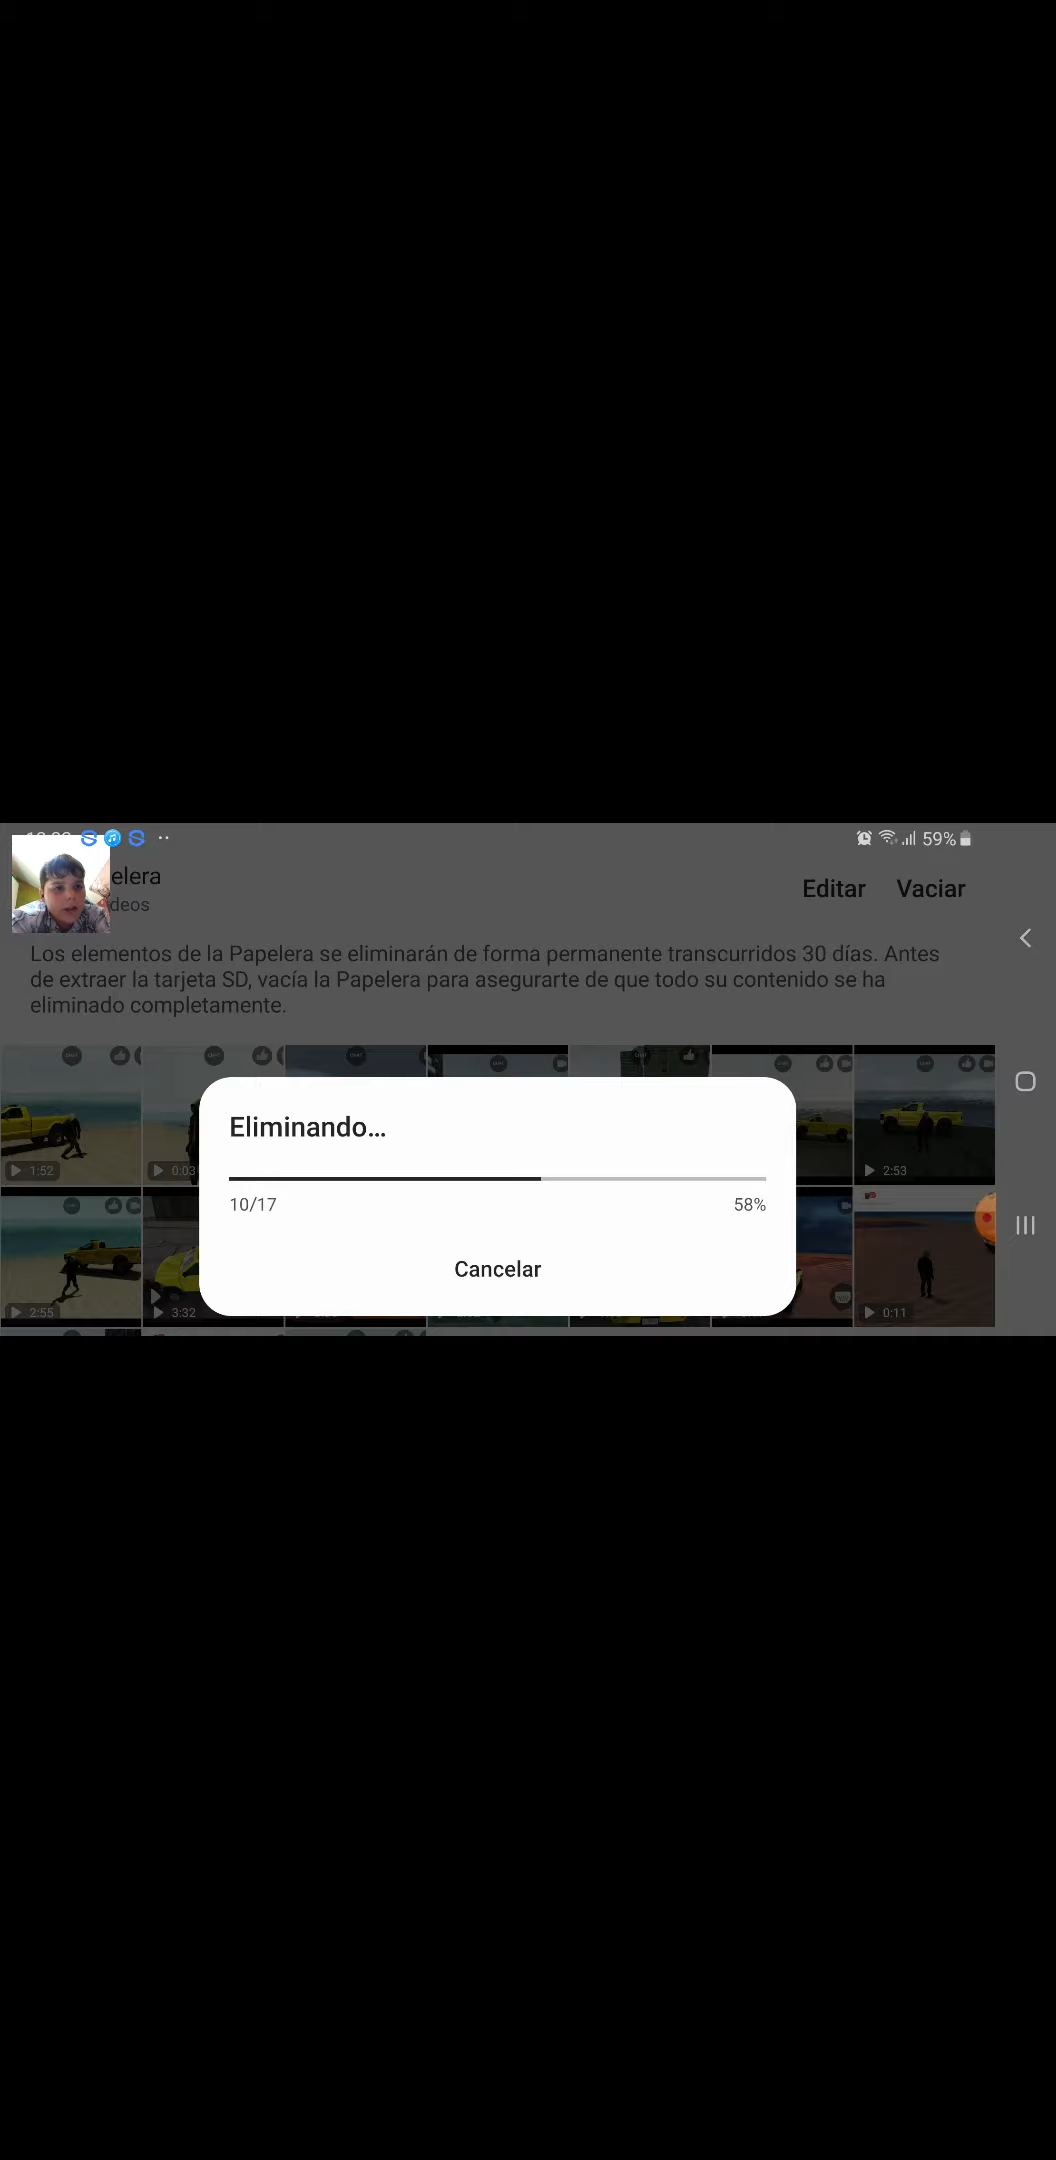 59%
elera
deos
Editar Vaciar
Los elementos de la Papelera se eliminarán de forma permanente transcurridos 30 días. Antes
de extraer la tarjeta SD, vacía la Papelera para asegurarte de que todo su contenido se ha
eliminado completamente.
Eliminando...
10/17 58%
Cancelar
1:52
0:03
2:53
2:55
3:32
0:11